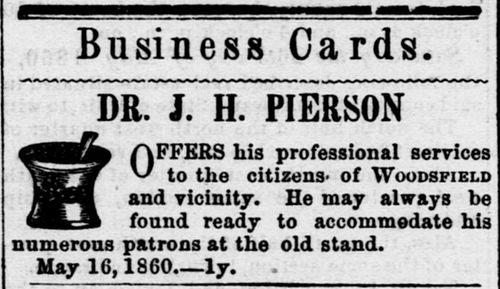 Business Cards.
DR. J. H. PIERSON
OFFERS his professional services
to the citizens of WOODSFIELD
and vicinity. He may always be
found ready to accommodate his
numerous patrons at the old stand.
May 16, 1860.—1y.